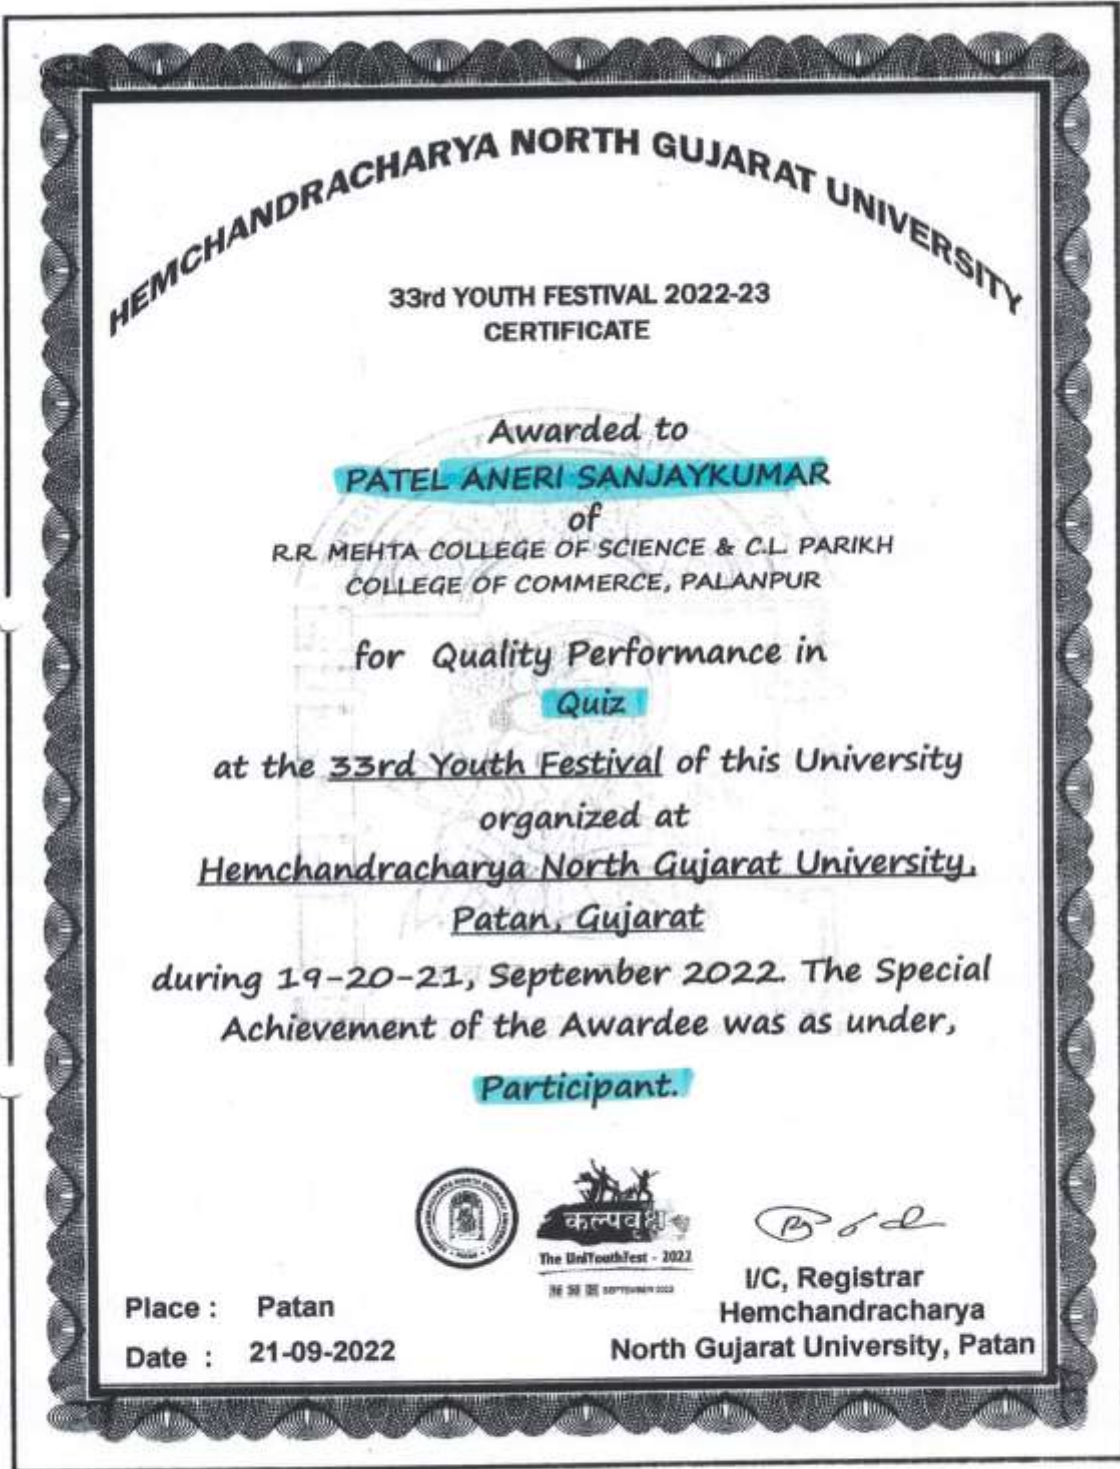 HEMCHANDRACHARYA NORTH GUJARAT UNIVERSITY
33rd YOUTH FESTIVAL 2022-23
CERTIFICATE
Awarded to
PATEL ANERI SANJAYKUMAR
of
R.R. MEHTA COLLEGE OF SCIENCE & C.L. PARIKH
COLLEGE OF COMMERCE, PALANPUR
for Quality Performance in
Quiz
at the 33rd Youth Festival of this University
organized at
Hemchandracharya North Gujarat University,
Patan, Gujarat
during 19-20-21, September 2022. The Special
Achievement of the Awardee was as under,
Participant.
कल्पवृक्ष
The UniYouthFest - 2022
SEPTEMBER 2022
I/C, Registrar
Hemchandracharya
North Gujarat University, Patan
Place : Patan
Date : 21-09-2022